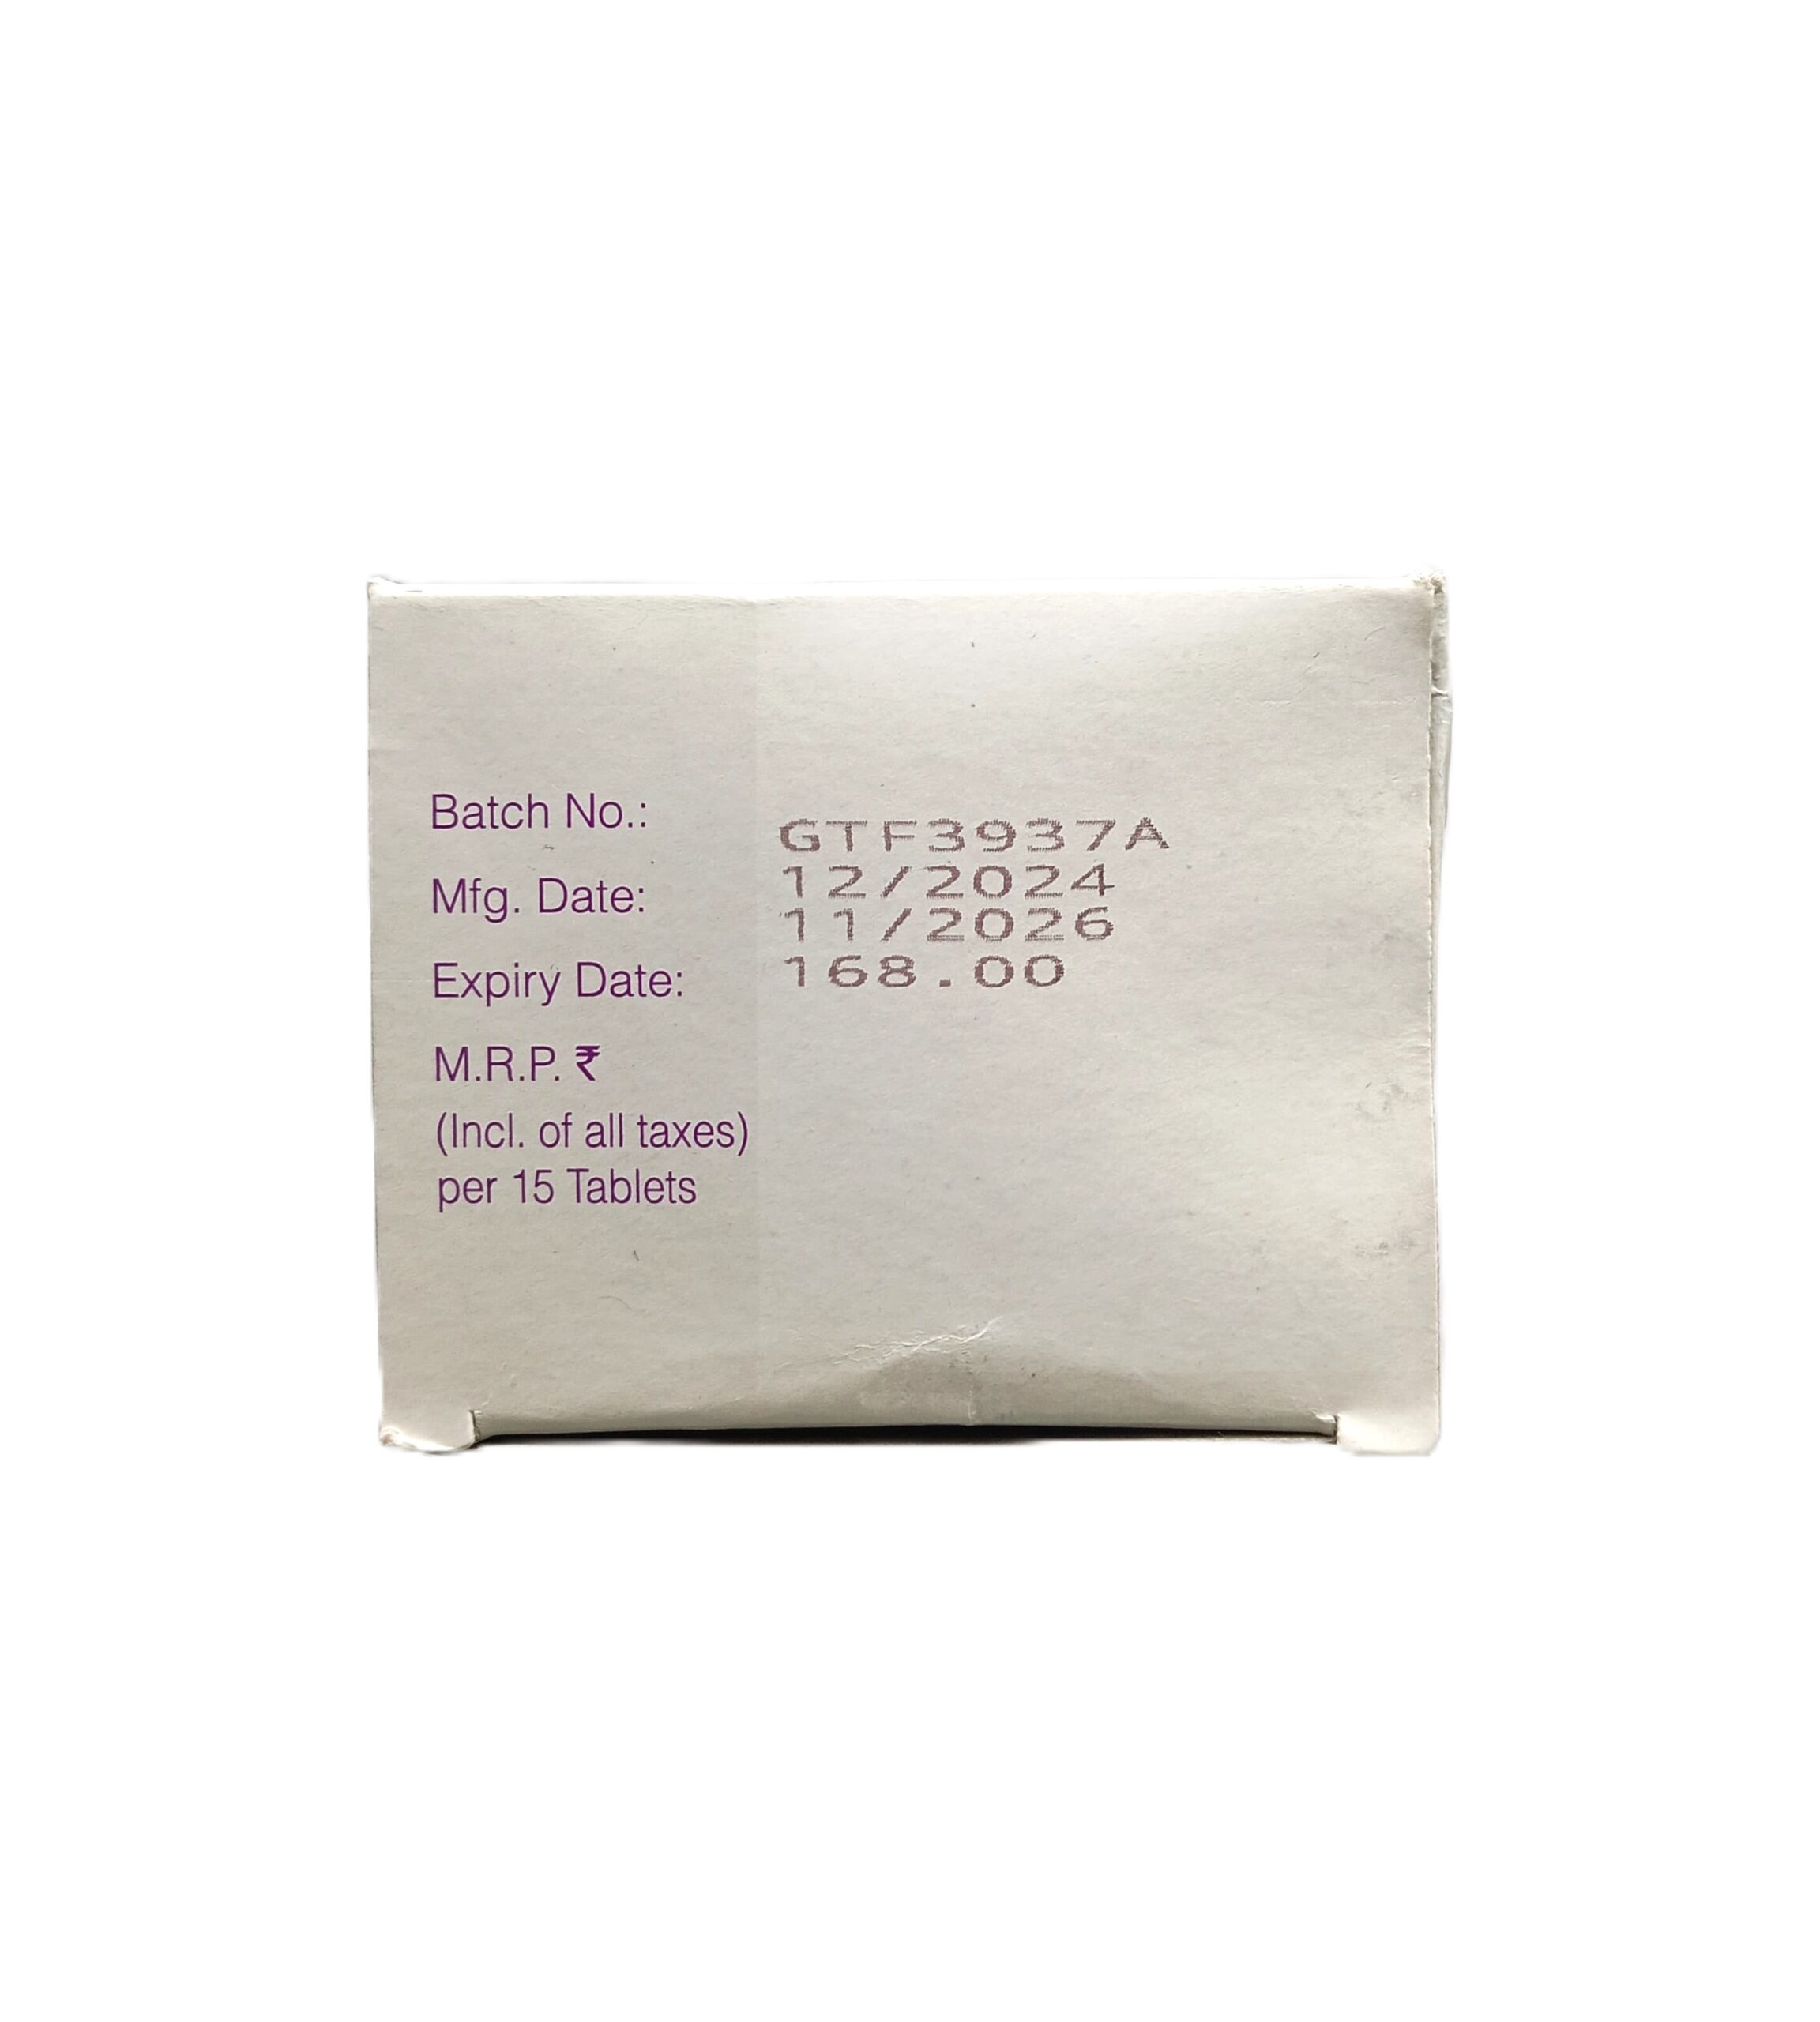 Batch No.:
Mfg. Date:
Expiry Date:
M.R.P. ₹
(Incl. of all taxes)
per 15 Tablets
GTF3937A
12/2024
11/2026
168.00